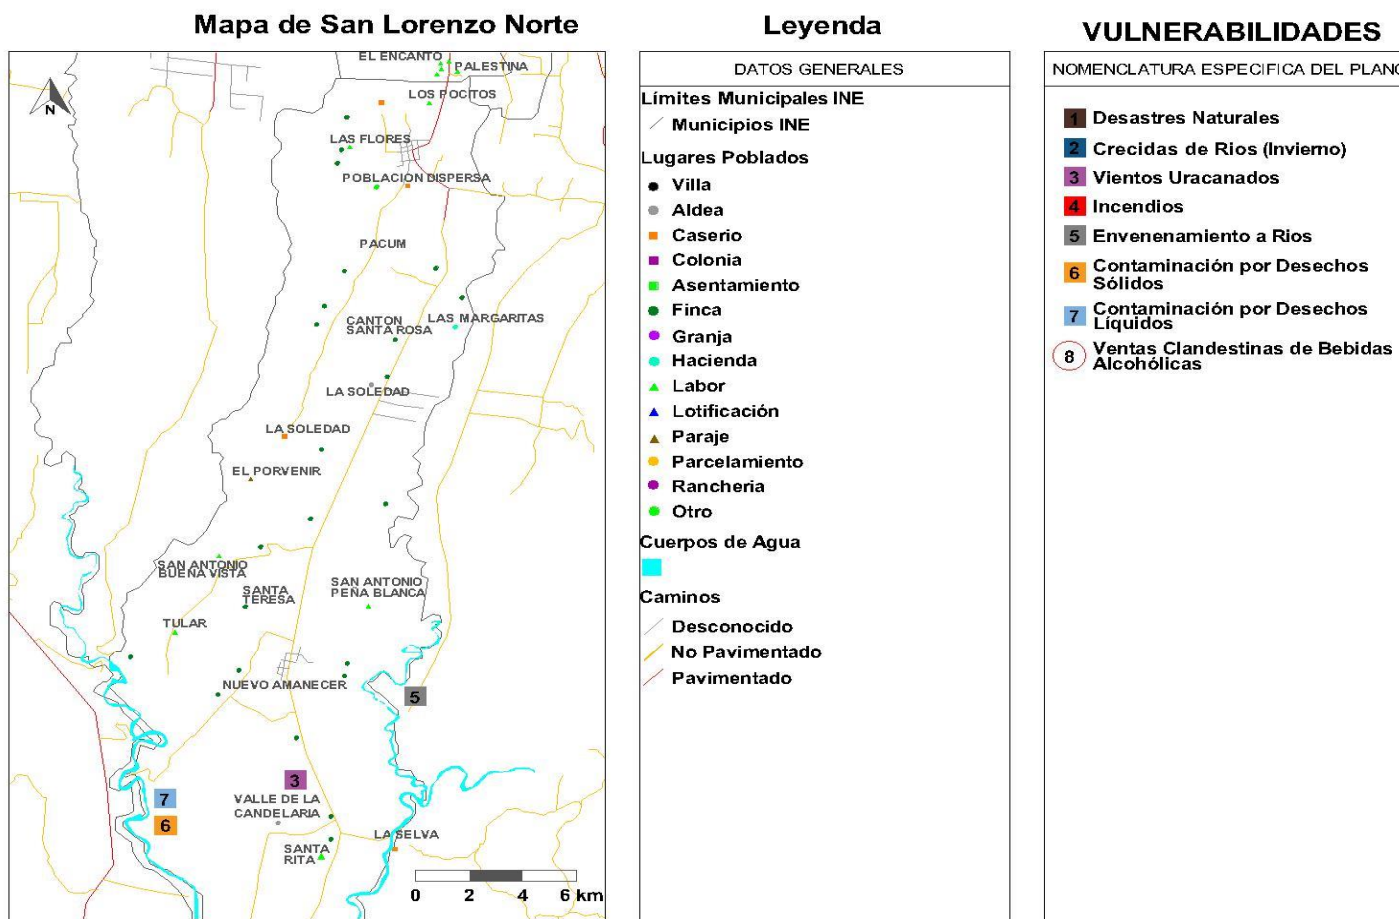 Mapa de San Lorenzo Norte
N
EL ENCANTO
PALESTINA
LOS POCITOS
LAS FLORES
POBLACION DISPERSA
PACUM
CANTON
SANTA ROSA
LAS MARGARITAS
LA SOLEDAD
LA SOLEDAD
EL PORVENIR
SAN ANTONIO
BUENA VISTA
SANTA
TERESA
SAN ANTONIO
PEÑA BLANCA
TULAR
NUEVO AMANECER
5
3
7
6
VALLE DE LA
CANDELARIA
LA SELVA
SANTA
RITA
0 2 4 6 km
Leyenda
DATOS GENERALES
Límites Municipales INE
Municipios INE
Lugares Poblados
Villa
Aldea
Caserio
Colonia
Asentamiento
Finca
Granja
Hacienda
Labor
Lotificación
Paraje
Parcelamiento
Rancheria
Otro
Cuerpos de Agua
Caminos
Desconocido
No Pavimentado
Pavimentado
VULNERABILIDADES
NOMENCLATURA ESPECIFICA DEL PLANO
1 Desastres Naturales
2 Crecidas de Rios (Invierno)
3 Vientos Uracanados
4 Incendios
5 Envenenamiento a Rios
6 Contaminación por Desechos
Sólidos
7 Contaminación por Desechos
Líquidos
8 Ventas Clandestinas de Bebidas
Alcohólicas